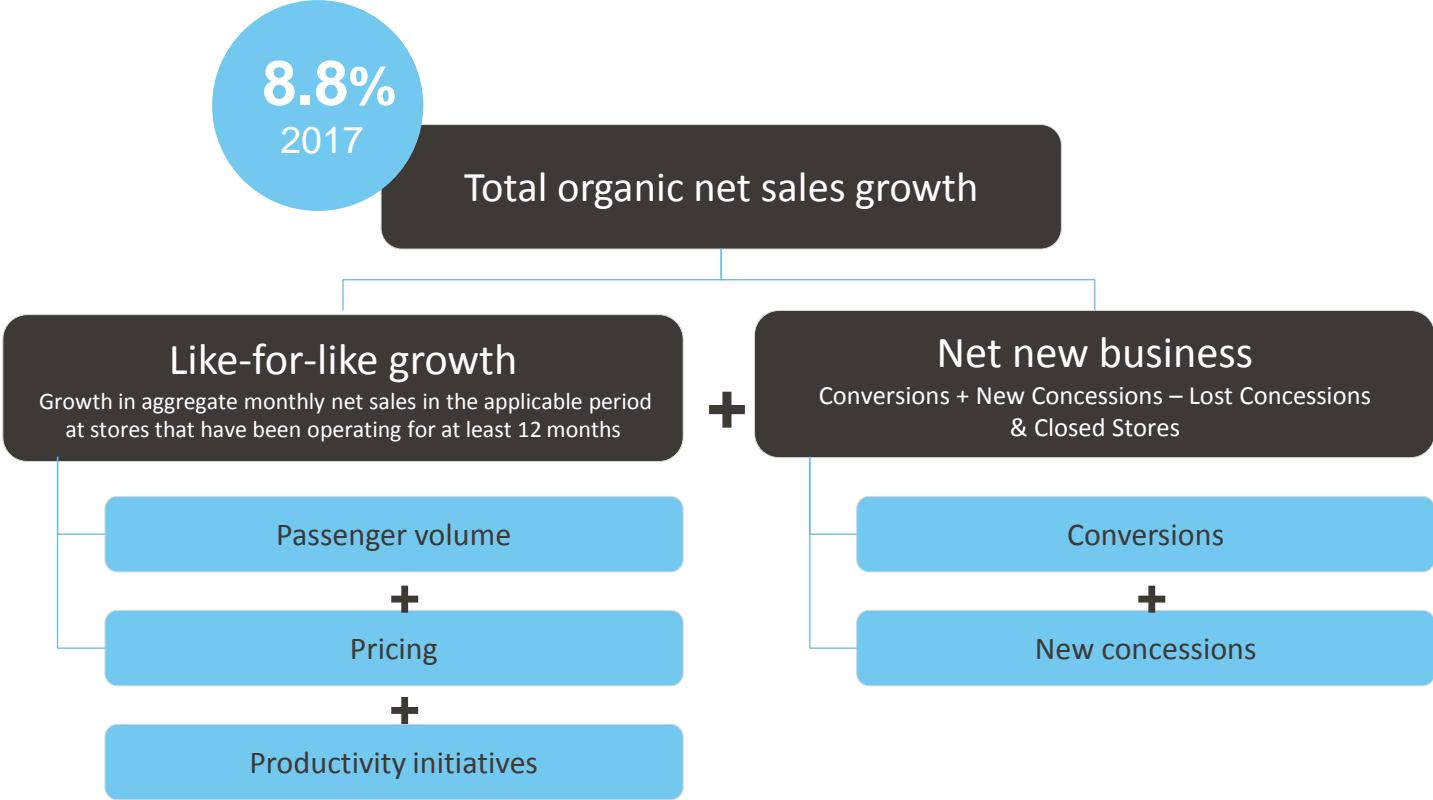 8.8%
2017
Total organic net sales growth
Like-for-like growth
Growth in aggregate monthly net sales in the applicable period
at stores that have been operating for at least 12 months
+
Net new business
Conversions + New Concessions – Lost Concessions
& Closed Stores
Passenger volume
+
Pricing
+
Productivity initiatives
Conversions
+
New concessions